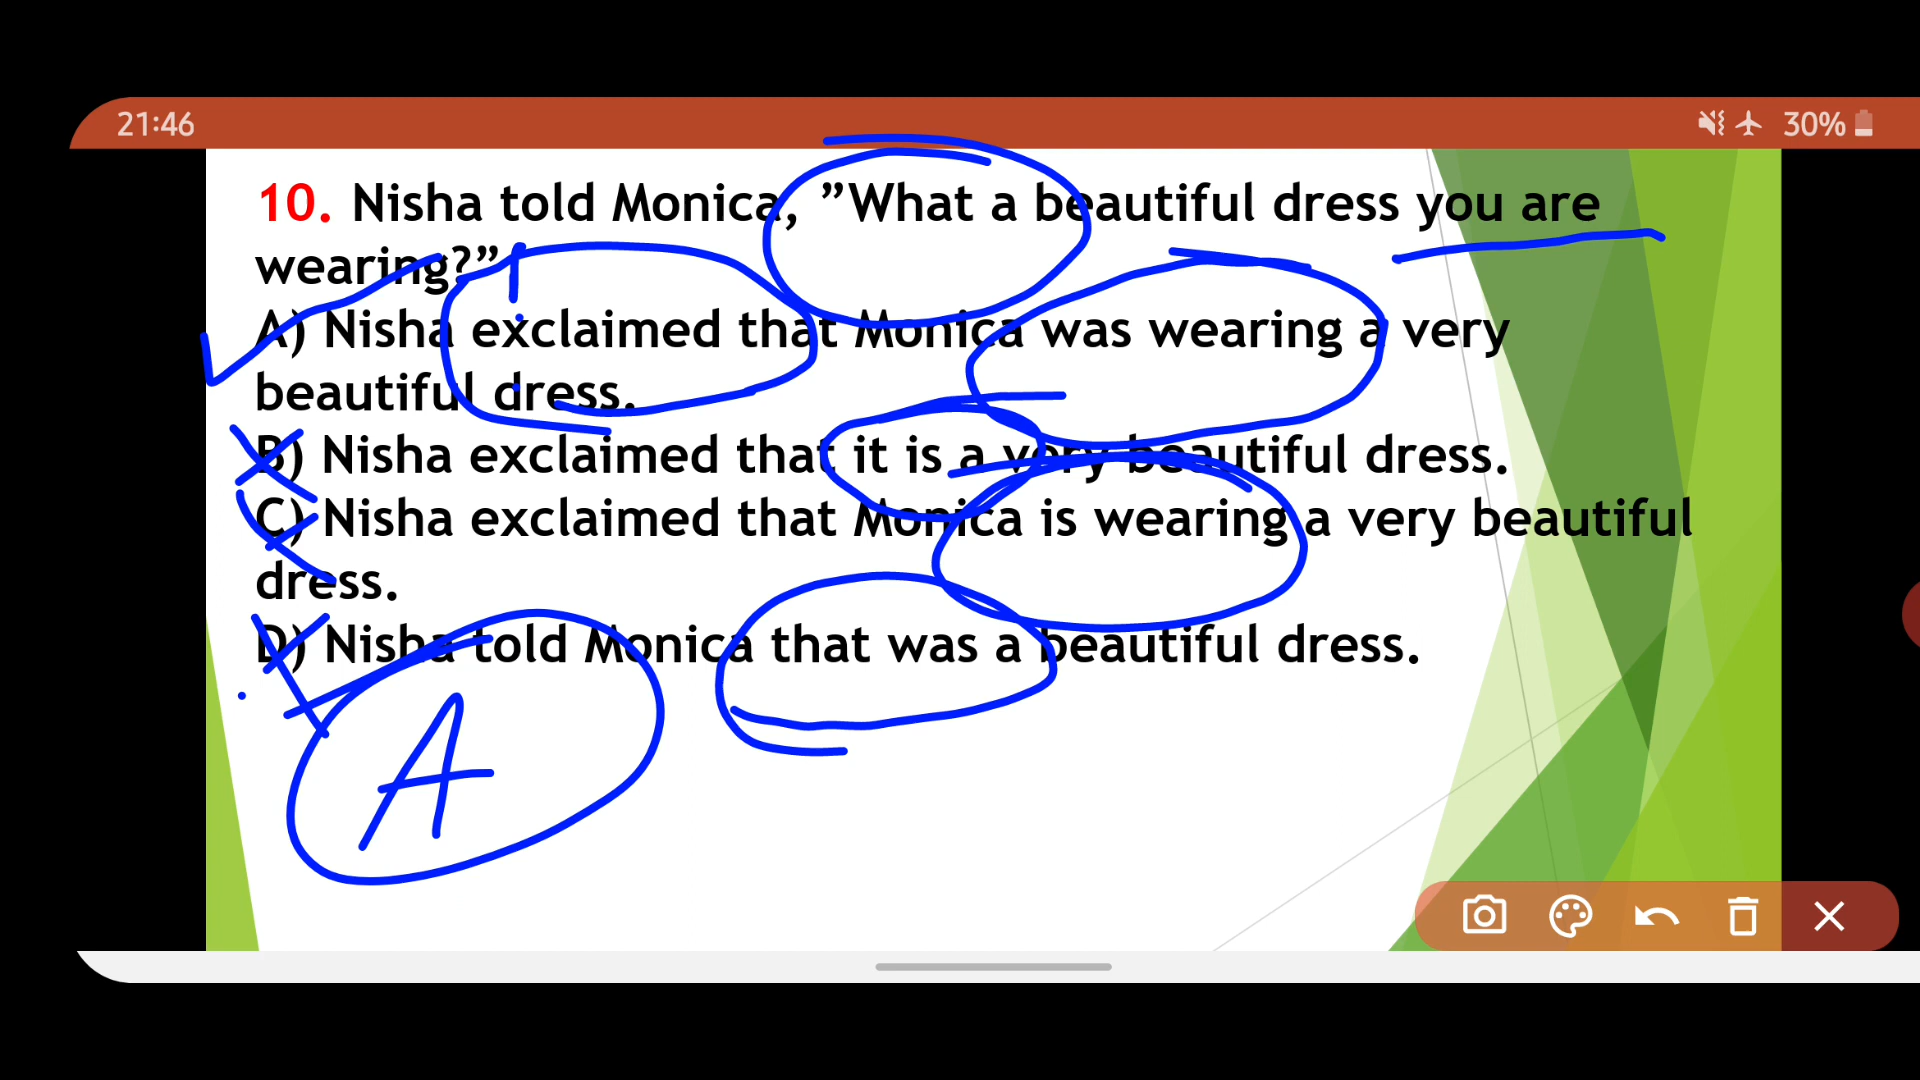 21:46
30%
10. Nisha told Monica, ”What a beautiful dress you are
wearing?” !
A) Nisha exclaimed that Monica was wearing a very
beautiful dress.
B) Nisha exclaimed that it is a very beautiful dress.
C) Nisha exclaimed that Monica is wearing a very beautiful
dress.
D) Nisha told Monica that was a beautiful dress.
A